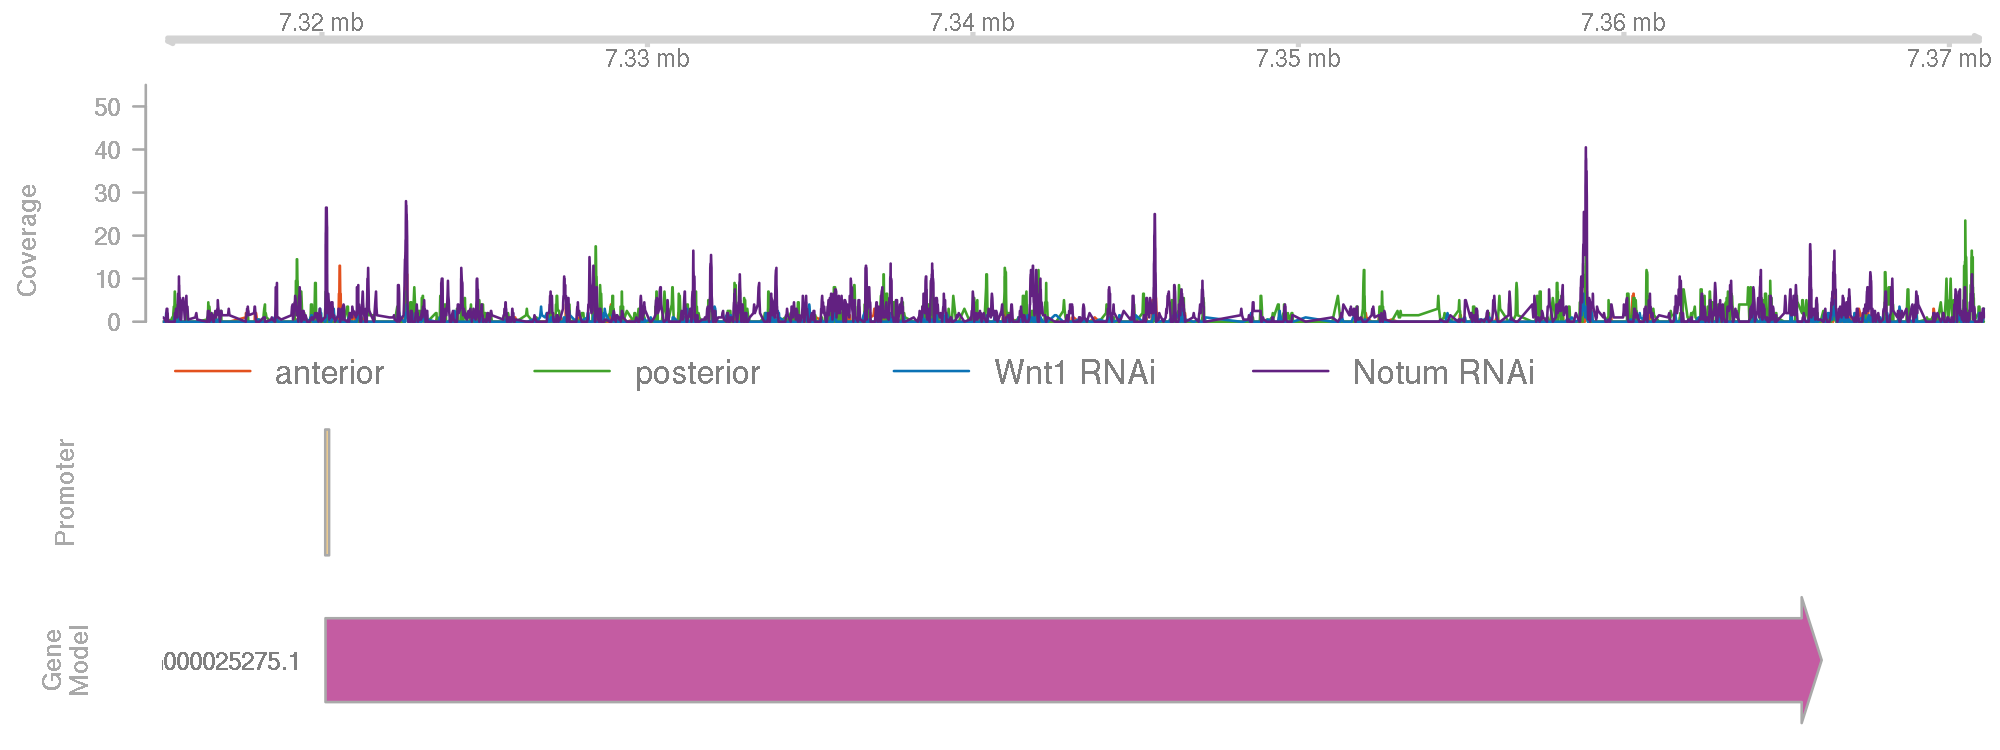 7.32 mb 7.34 mb 7.36 mb
7.33 mb 7.35 mb 7.37 mb
50
40
30
20
10
0
Coverage
anterior posterior Wnt1 RNAi Notum RNAi
Promoter
Gene
Model
000025275.1